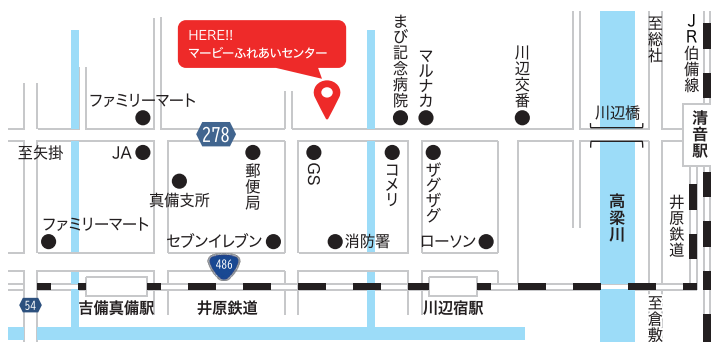 HERE!!
マービーふれあいセンター
まび記念病院
マルナカ
川辺交番
至総社
JR伯備線
ファミリーマート
278
川辺橋
清音駅
至矢掛
JA
郵便局
GS
コメリ
ザグザグ
真備支所
高梁川
井原鉄道
ファミリーマート
セブンイレブン
消防署
ローソン
486
54
吉備真備駅
井原鉄道
川辺宿駅
至倉敷